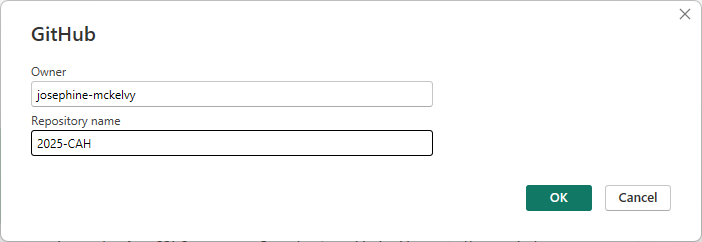 GitHub
Owner
josephine-mckelvy
Repository name
2025-CAH
OK
Cancel